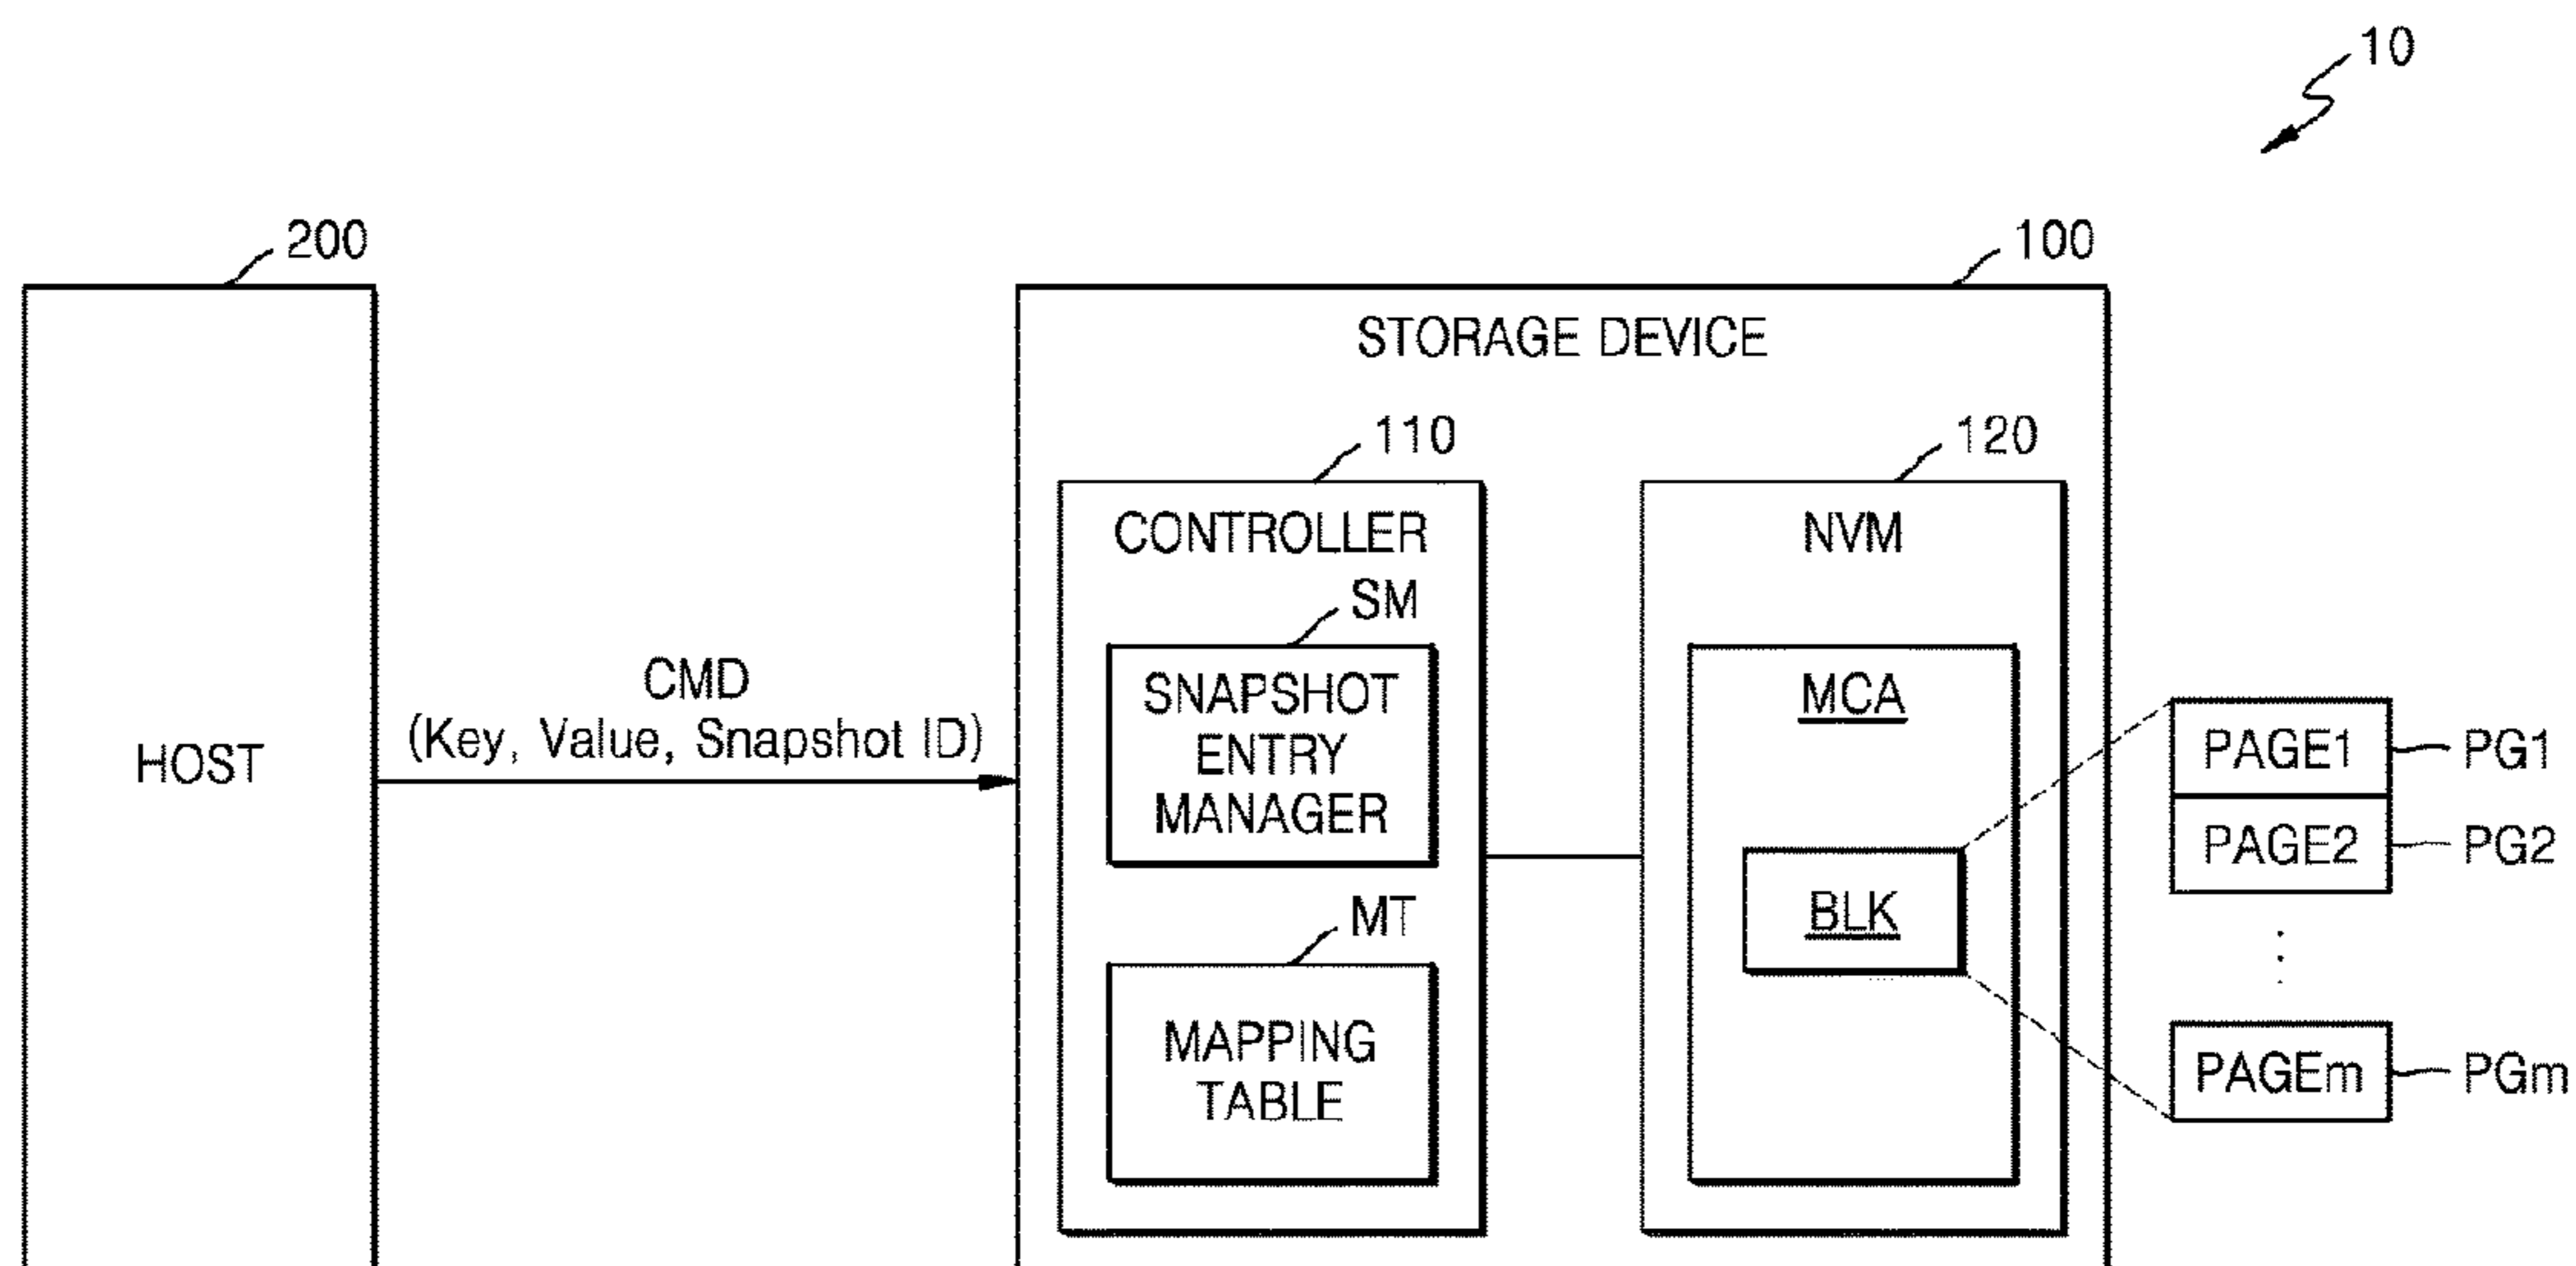 10
200
100
STORAGE DEVICE
110
120
CONTROLLER
NVM
SM
SNAPSHOT
ENTRY
MANAGER
MT
MAPPING
TABLE
MCA
BLK
HOST
CMD
(Key, Value, Snapshot ID)
PAGE1 PG1
PAGE2 PG2
PAGEm PGm